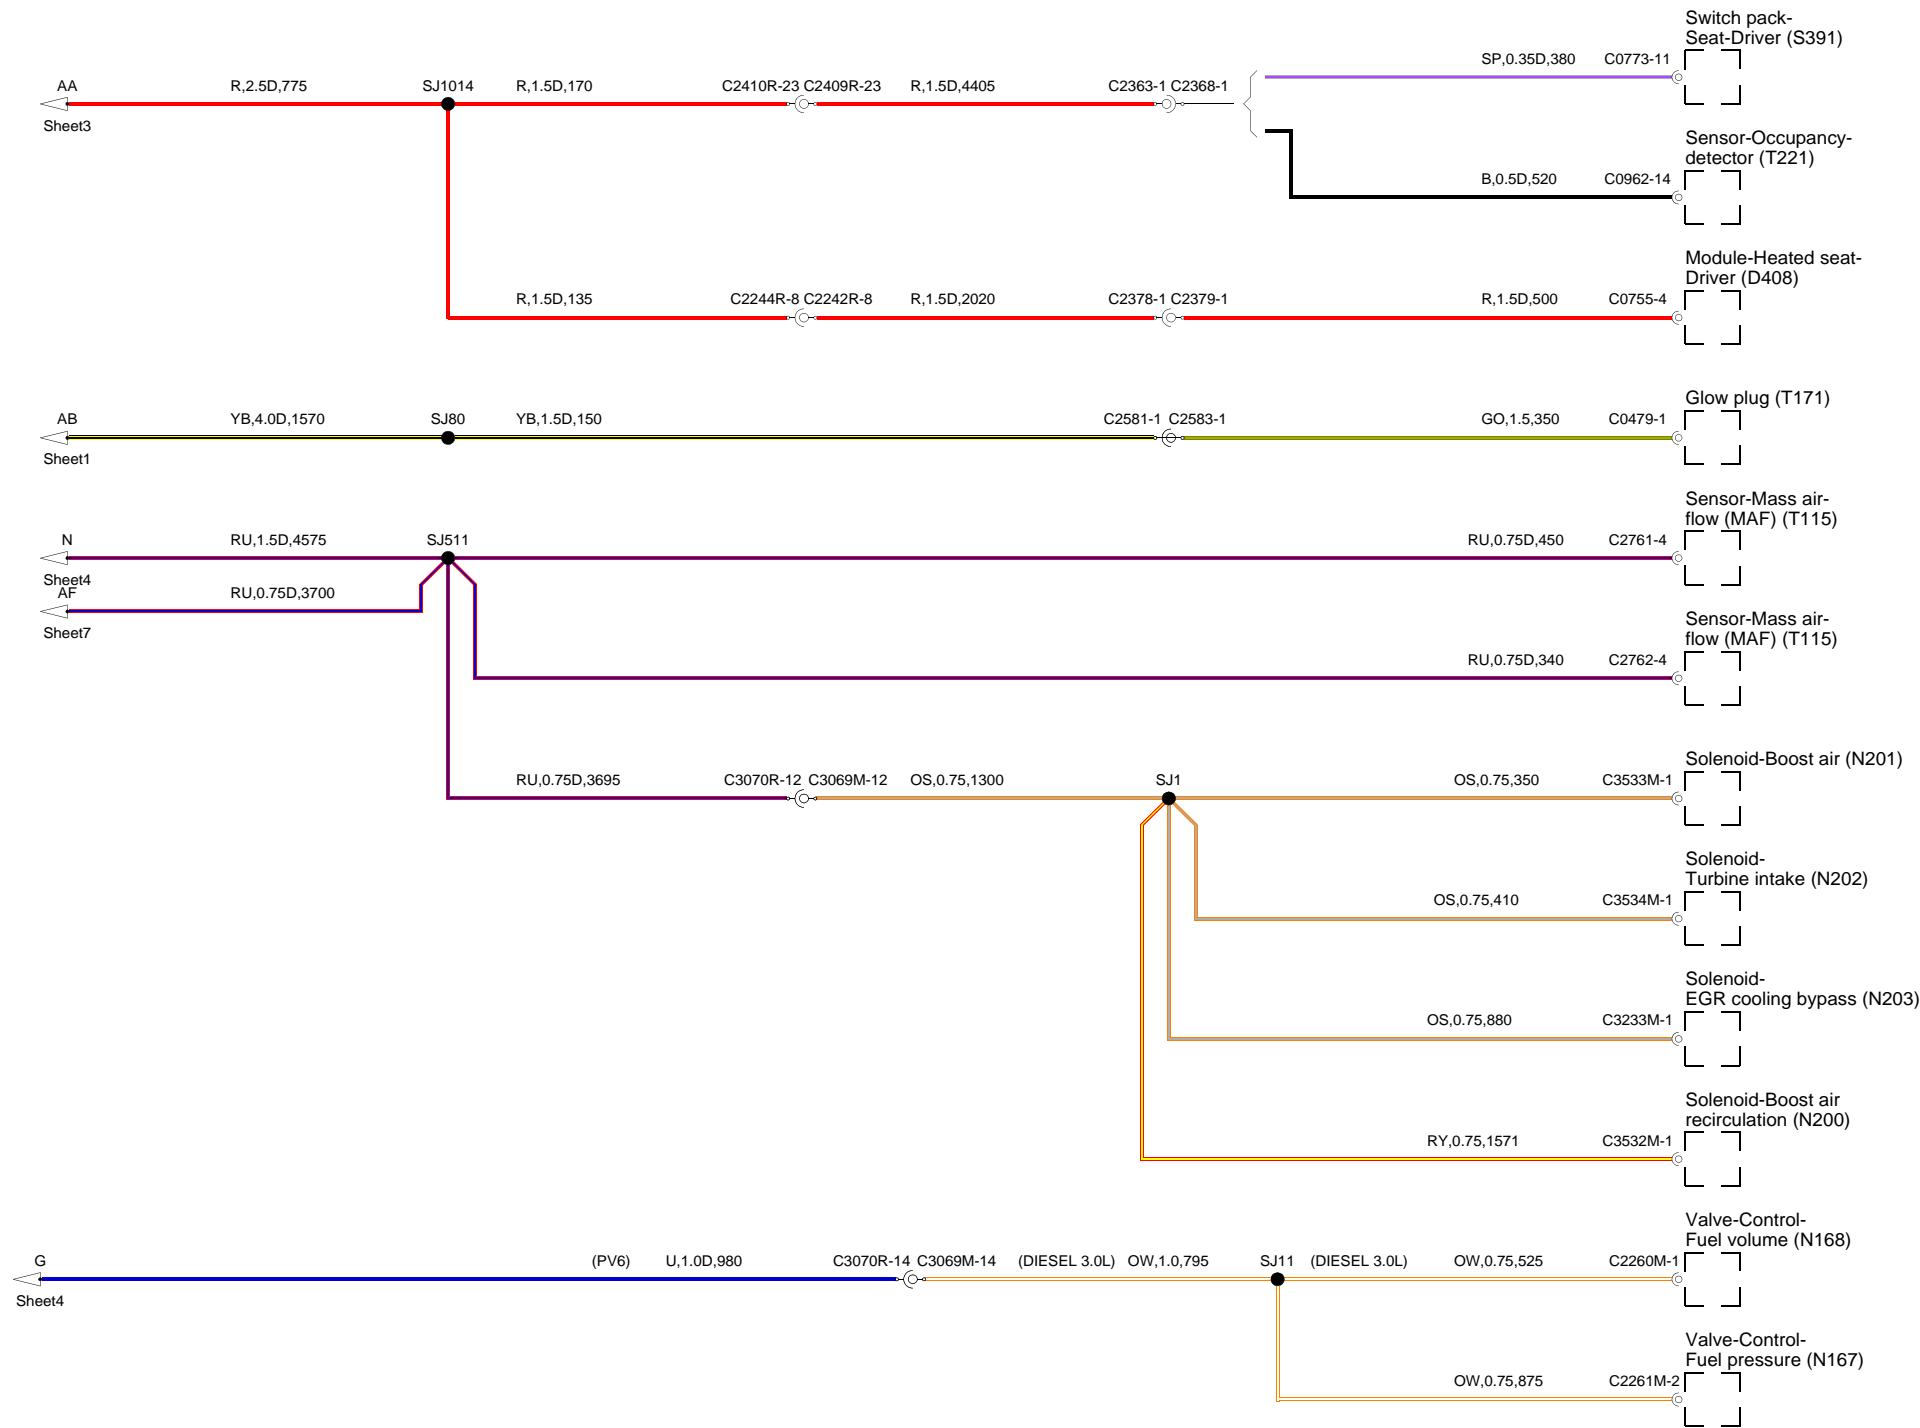 Switch pack-
Seat-Driver (S391)
SP,0.35D,380 C0773-11
AA R,2.5D,775 SJ1014 R,1.5D,170 C2410R-23 C2409R-23 R,1.5D,4405 C2363-1 C2368-1
Sheet3
Sensor-Occupancy-
detector (T221)
B,0.5D,520 C0962-14
Module-Heated seat-
Driver (D408)
R,1.5D,135 C2244R-8 C2242R-8 R,1.5D,2020 C2378-1 C2379-1 R,1.5D,500 C0755-4
Glow plug (T171)
AB YB,4.0D,1570 SJ80 YB,1.5D,150 C2581-1 C2583-1 GO,1.5,350 C0479-1
Sheet1
Sensor-Mass air-
flow (MAF) (T115)
N RU,1.5D,4575 SJ511 RU,0.75D,450 C2761-4
Sheet4
AF RU,0.75D,3700
Sheet7
Sensor-Mass air-
flow (MAF) (T115)
RU,0.75D,340 C2762-4
Solenoid-Boost air (N201)
RU,0.75D,3695 C3070R-12 C3069M-12 OS,0.75,1300 SJ1 OS,0.75,350 C3533M-1
Solenoid-
Turbine intake (N202)
OS,0.75,410 C3534M-1
Solenoid-
EGR cooling bypass (N203)
OS,0.75,880 C3233M-1
Solenoid-Boost air
recirculation (N200)
RY,0.75,1571 C3532M-1
Valve-Control-
Fuel volume (N168)
G (PV6) U,1.0D,980 C3070R-14 C3069M-14 (DIESEL 3.0L) OW,1.0,795 SJ11 (DIESEL 3.0L) OW,0.75,525 C2260M-1
Sheet4
Valve-Control-
Fuel pressure (N167)
OW,0.75,875 C2261M-2